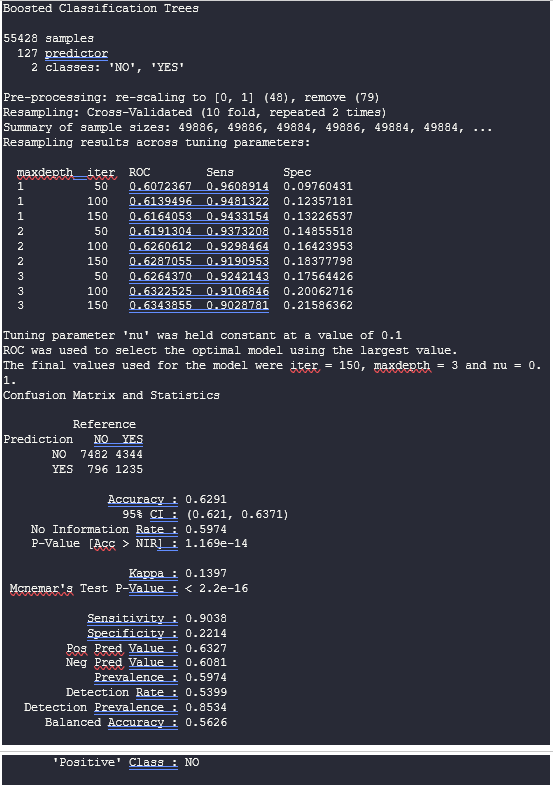 Boosted Classification Trees
55428 samples
127 predictor
2 classes: 'NO', 'YES'
Pre-processing: re-scaling to [0, 1] (48), remove (79)
Resampling: Cross-Validated (10 fold, repeated 2 times)
Summary of sample sizes: 49886, 49886, 49884, 49886, 49884, 49884, ...
Resampling results across tuning parameters:
maxdepth iter ROC Sens Spec
1 50 0.6072367 0.9608914 0.09760431
1 100 0.6139496 0.9481322 0.12357181
1 150 0.6164053 0.9433154 0.13226537
2 50 0.6191304 0.9373208 0.14855518
2 100 0.6260612 0.9298464 0.16423953
2 150 0.6287055 0.9190953 0.18377798
3 50 0.6264370 0.9242143 0.17564426
3 100 0.6322525 0.9106846 0.20062716
3 150 0.6343855 0.9028781 0.21586362
Tuning parameter 'nu' was held constant at a value of 0.1
ROC was used to select the optimal model using the largest value.
The final values used for the model were iter = 150, maxdepth = 3 and nu = 0.
1.
Confusion Matrix and Statistics
Reference
Prediction NO YES
NO 7482 4344
YES 796 1235
Accuracy : 0.6291
95% CI : (0.621, 0.6371)
No Information Rate : 0.5974
P-Value [Acc > NIR] : 1.169e-14
Kappa : 0.1397
Mcnemar's Test P-Value : < 2.2e-16
Sensitivity : 0.9038
Specificity : 0.2214
Pos Pred Value : 0.6327
Neg Pred Value : 0.6081
Prevalence : 0.5974
Detection Rate : 0.5399
Detection Prevalence : 0.8534
Balanced Accuracy : 0.5626
'Positive' Class : NO